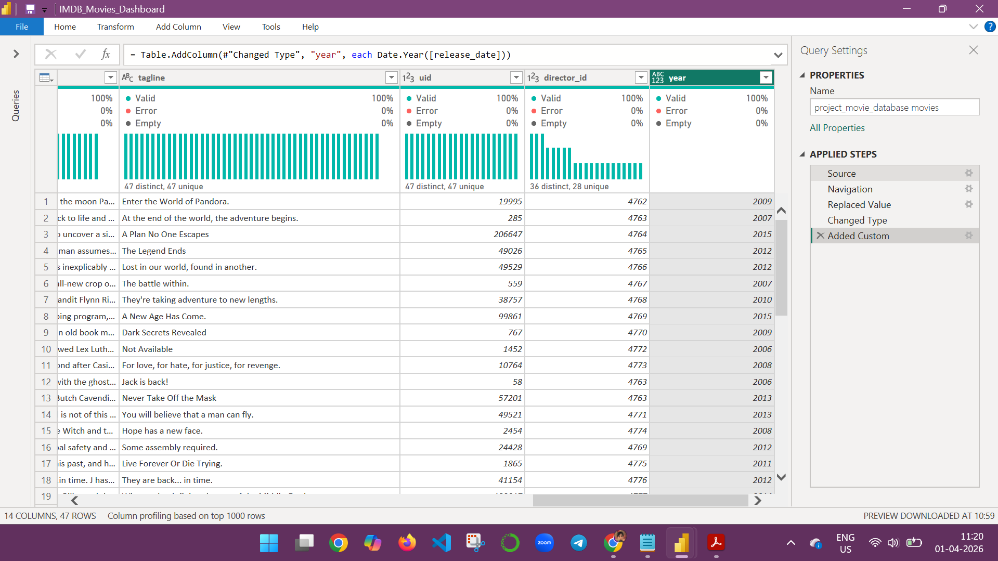 IMDB_Movies_Dashboard
File Home Transform Add Column View Tools Help
fx = Table.AddColumn(#"Changed Type", "year", each Date.Year([release_date]))
Queries
ABC tagline 123 uid 123 director_id ABC 123 year
100% Valid 100% Valid 100% Valid 100% Valid 100%
0% Error 0% Error 0% Error 0% Error 0%
0% Empty 0% Empty 0% Empty 0% Empty 0%
47 distinct, 47 unique 47 distinct, 47 unique 36 distinct, 28 unique
1 the moon Pa... Enter the World of Pandora. 19995 4762 2009
2 ck to life and ... At the end of the world, the adventure begins. 285 4763 2007
3 o uncover a si... A Plan No One Escapes 206647 4764 2015
4 man assumes... The Legend Ends 49026 4765 2012
5 s inexplicably ... Lost in our world, found in another. 49529 4766 2012
6 ll-new crop o... The battle within. 559 4767 2007
7 andit Flynn Ri... They're taking adventure to new lengths. 38757 4768 2010
8 ping program,... A New Age Has Come. 99861 4769 2015
9 n old book m... Dark Secrets Revealed 767 4770 2009
10 wed Lex Luth... Not Available 1452 4772 2006
11 ond after Casi... For love, for hate, for justice, for revenge. 10764 4773 2008
12 with the ghost... Jack is back! 58 4763 2006
13 Butch Cavendi... Never Take Off the Mask 57201 4763 2013
14 is not of this ... You will believe that a man can fly. 49521 4771 2013
15 e Witch and t... Hope has a new face. 2454 4774 2008
16 al safety and ... Some assembly required. 24428 4769 2012
17 is past, and h... Live Forever Or Die Trying. 1865 4775 2011
18 in time. J has... They are back... in time. 41154 4776 2012
19
14 COLUMNS, 47 ROWS Column profiling based on top 1000 rows
PREVIEW DOWNLOADED AT 10:59
Query Settings
PROPERTIES
Name
project_movie_database movies
All Properties
APPLIED STEPS
Source
Navigation
Replaced Value
Changed Type
Added Custom
zoom
ENG
US
11:20
01-04-2026